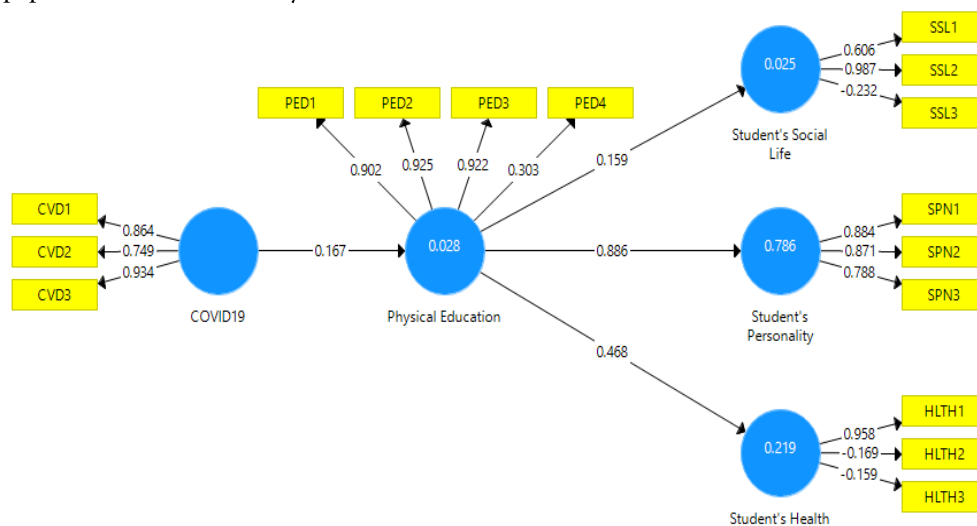 SSL1
0.606
0.025
0.987
SSL2
-0.232
SSL3
Student's Social
Life
PED1
PED2
PED3
PED4
0.902
0.925
0.922
0.303
0.159
CVD1
0.864
CVD2
0.749
CVD3
0.934
COVID19
0.167
0.028
Physical Education
0.886
0.786
Student's
Personality
0.884
SPN1
0.871
SPN2
0.788
SPN3
0.468
0.219
Student's Health
0.958
HLTH1
-0.169
HLTH2
-0.159
HLTH3